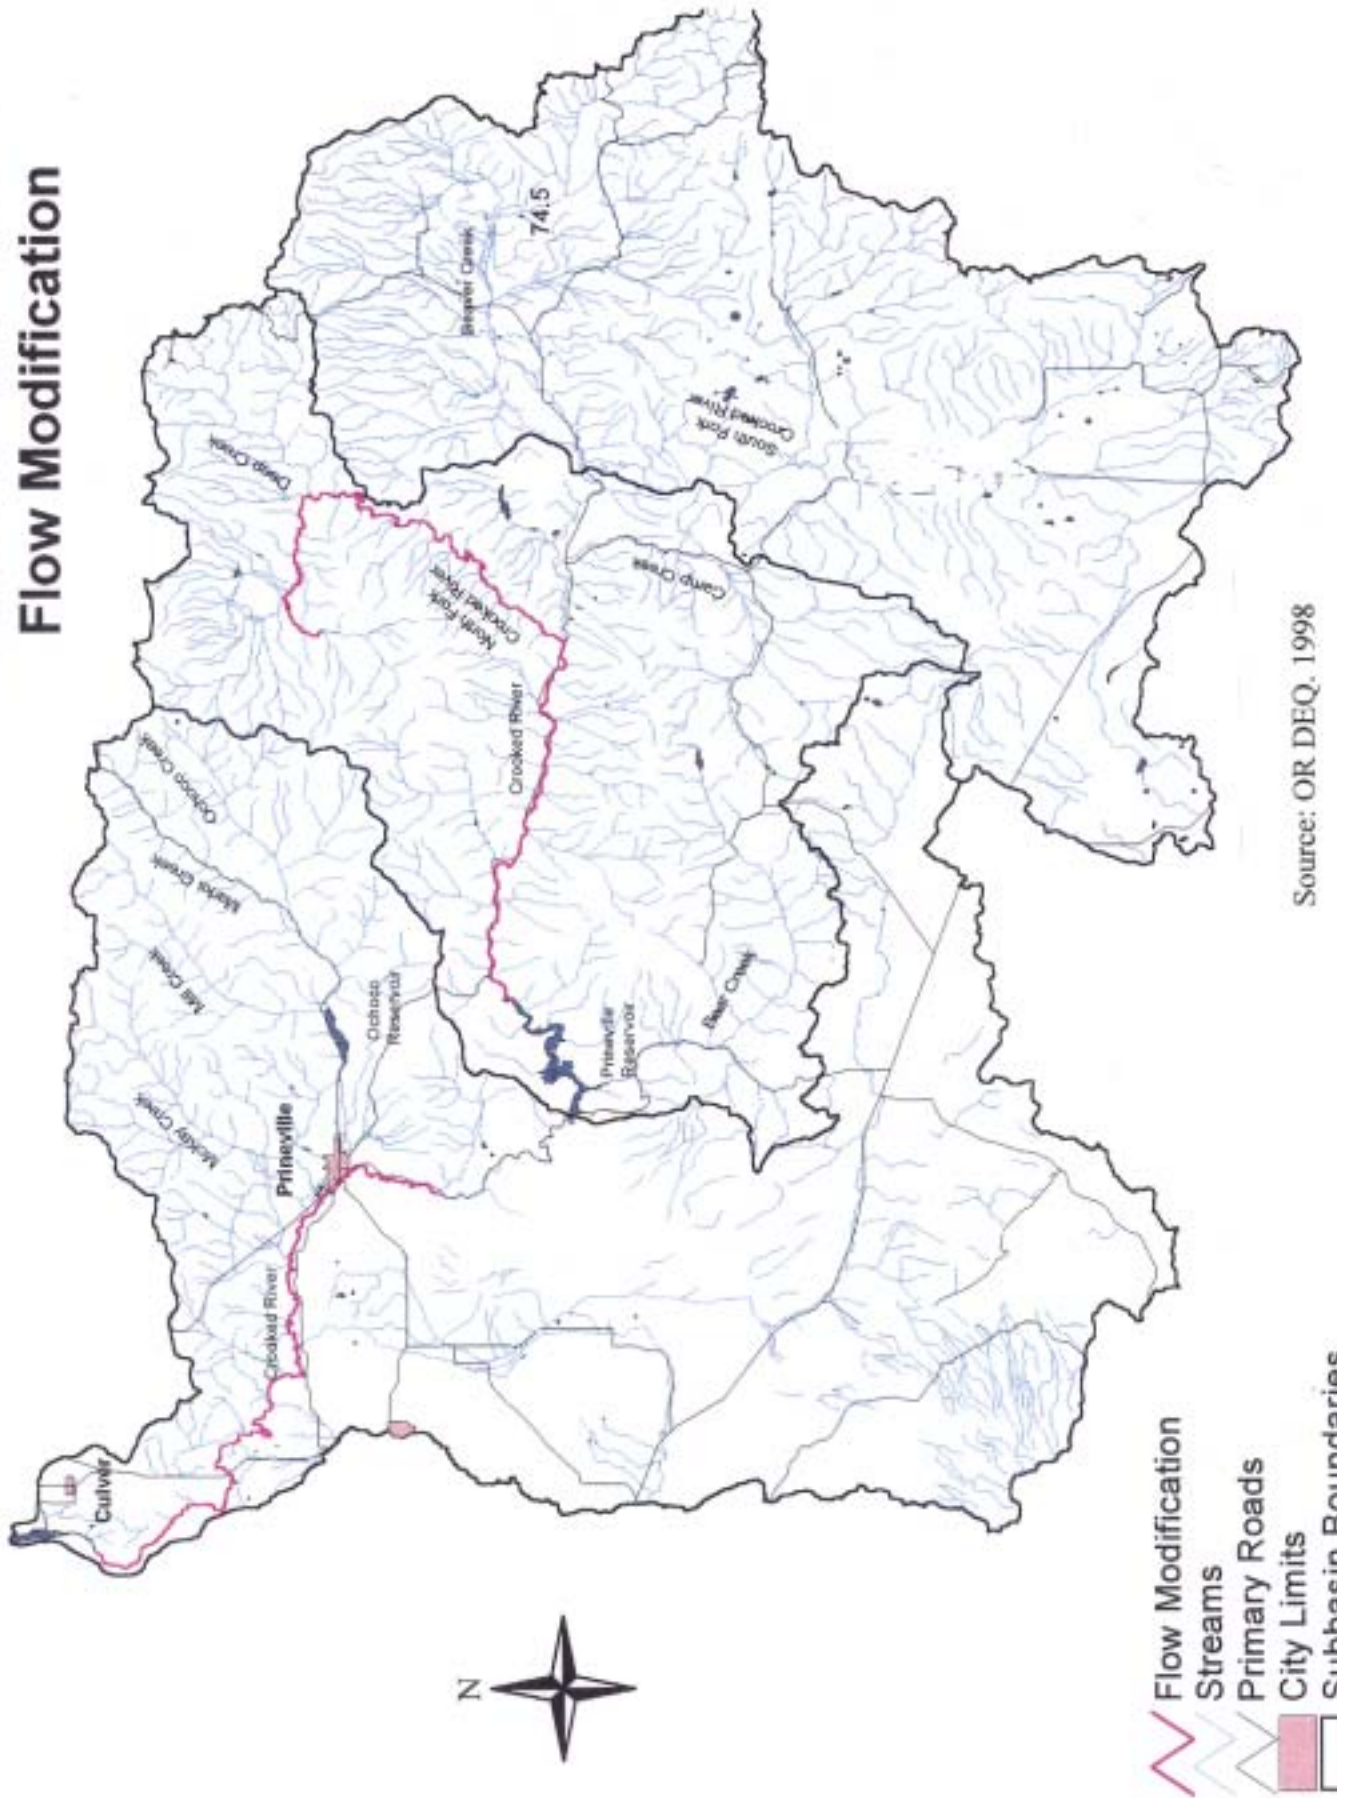 Flow Modification
Culver
Crooked River
McKay Creek
Prineville
Mill Creek
Marks Creek
Ochoco Creek
Ochoco
Reservoir
Deep Creek
North Fork
Crooked River
Crooked River
Prineville
Reservoir
Bear Creek
Camp Creek
Beaver Creek
74.5
South Fork
Crooked River
N
Flow Modification
Streams
Primary Roads
City Limits
Subbasin Boundaries
Source: OR DEQ. 1998